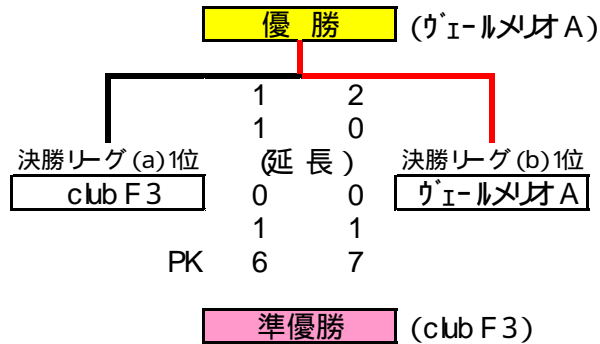 優 勝 (ヴェールメリオA)
1 2
1 0
決勝リーグ(a)1位 (延 長) 決勝リーグ(b)1位
club F3 0 0 ヴェールメリオA
1 1
PK 6 7
準優勝 (club F3)